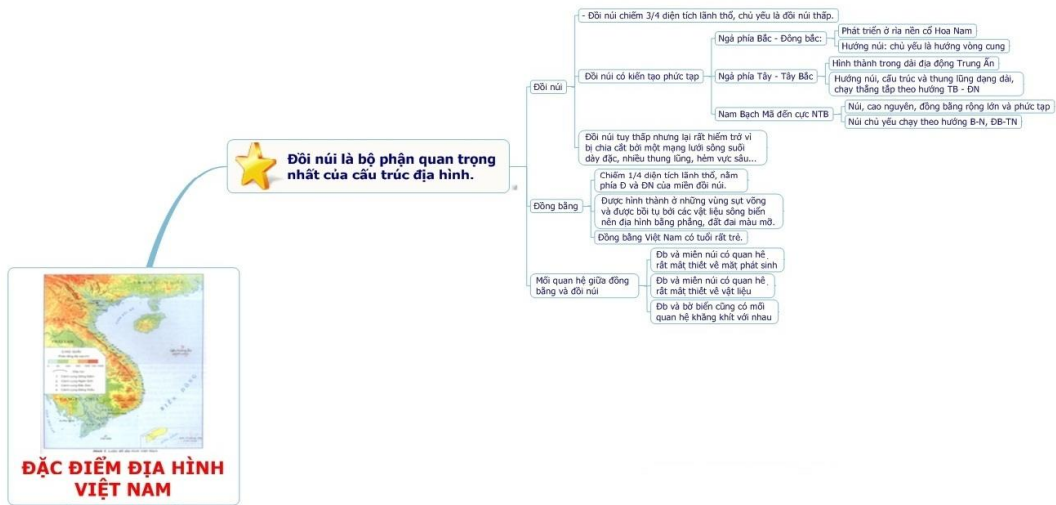 - Đồi núi chiếm 3/4 diện tích lãnh thổ, chủ yếu là đồi núi thấp.
Ngả phía Bắc - Đông bắc:
Phát triển ở rìa nền cổ Hoa Nam
Hướng núi: chủ yếu là hướng vòng cung
Đồi núi
Đồi núi có kiến tạo phức tạp
Ngả phía Tây - Tây Bắc
Hình thành trong dải địa động Trung Ấn
Hướng núi, cấu trúc và thung lũng dạng dải,
chạy thẳng tắp theo hướng TB - ĐN
Nam Bạch Mã đến cực NTB
Núi, cao nguyên, đồng bằng rộng lớn và phức tạp
Núi chủ yếu chạy theo hướng B-N, ĐB-TN
Đồi núi tuy thấp nhưng lại rất hiểm trở vì
bị chia cắt bởi một mạng lưới sông suối
dày đặc, nhiều thung lũng, hẻm vực sâu...
Đồi núi là bộ phận quan trọng
nhất của cấu trúc địa hình.
Đồng bằng
Chiếm 1/4 diện tích lãnh thổ, nằm
phía Đ và ĐN của miền đồi núi.
Được hình thành ở những vùng sụt võng
và được bồi tụ bởi các vật liệu sông biển
nên địa hình bằng phẳng, đất đai màu mỡ.
Đồng bằng Việt Nam có tuổi rất trẻ.
Mối quan hệ giữa đồng
bằng và đồi núi
Đb và miền núi có quan hệ
rất mật thiết về mặt phát sinh
Đb và miền núi có quan hệ
rất mật thiết về vật liệu
Đb và bờ biển cũng có mối
quan hệ khăng khít với nhau
ĐẶC ĐIỂM ĐỊA HÌNH
VIỆT NAM